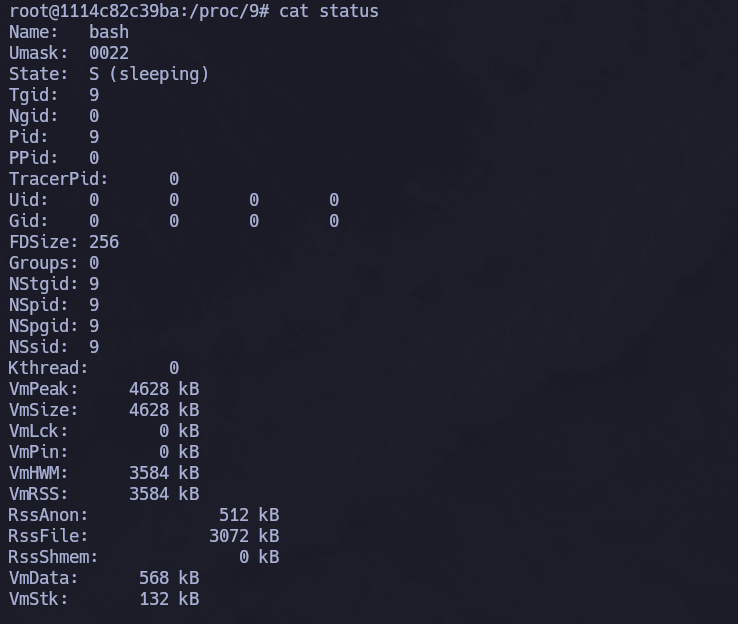 root@1114c82c39ba:/proc/9# cat status
Name:   bash
Umask:  0022
State:  S (sleeping)
Tgid:   9
Ngid:   0
Pid:    9
PPid:   0
TracerPid:      0
Uid:    0       0       0       0
Gid:    0       0       0       0
FDSize: 256
Groups: 0
NStgid: 9
NSpid:  9
NSpgid: 9
NSsid:  9
Kthread:        0
VmPeak:     4628 kB
VmSize:     4628 kB
VmLck:         0 kB
VmPin:         0 kB
VmHWM:      3584 kB
VmRSS:      3584 kB
RssAnon:             512 kB
RssFile:            3072 kB
RssShmem:              0 kB
VmData:      568 kB
VmStk:       132 kB